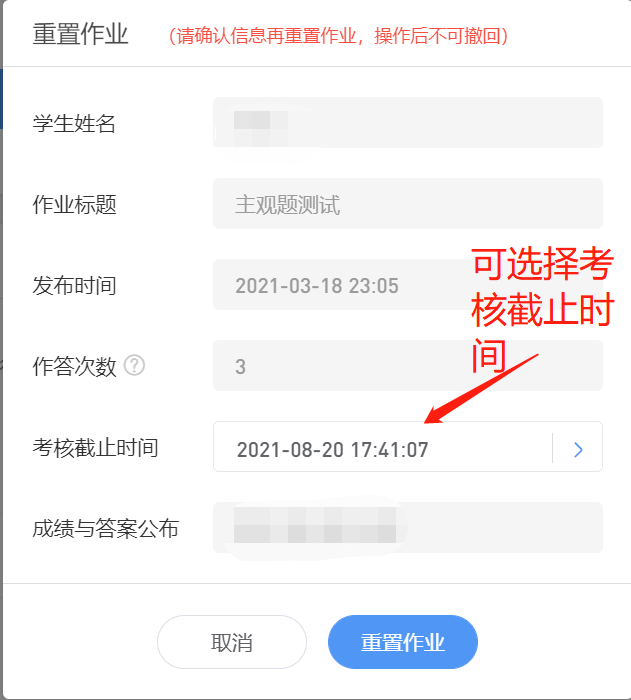 重置作业 (请确认信息再重置作业，操作后不可撤回)
学生姓名
作业标题 主观题测试
发布时间 2021-03-18 23:05
可选择考
核截止时
间
作答次数 ? 3
考核截止时间 2021-08-20 17:41:07
成绩与答案公布
取消 重置作业